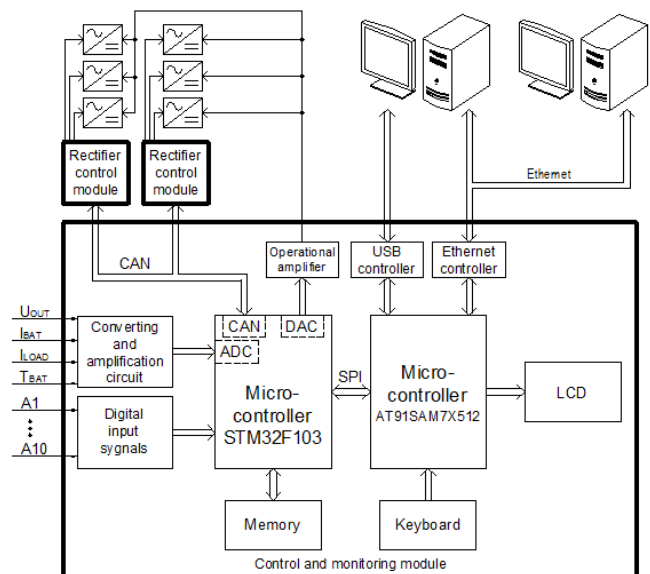 Rectifier
control
module
Rectifier
control
module
Ethernet
CAN
Operational
amplifier
USB
controller
Ethernet
controller
UOUT
IBAT
ILOAD
TBAT
A1
A10
Converting
and
amplification
circuit
Digital
input
sygnals
CAN
DAC
ADC
Micro-
controller
STM32F103
SPI
Micro-
controller
AT91SAM7X512
LCD
Memory
Keyboard
Control and monitoring module